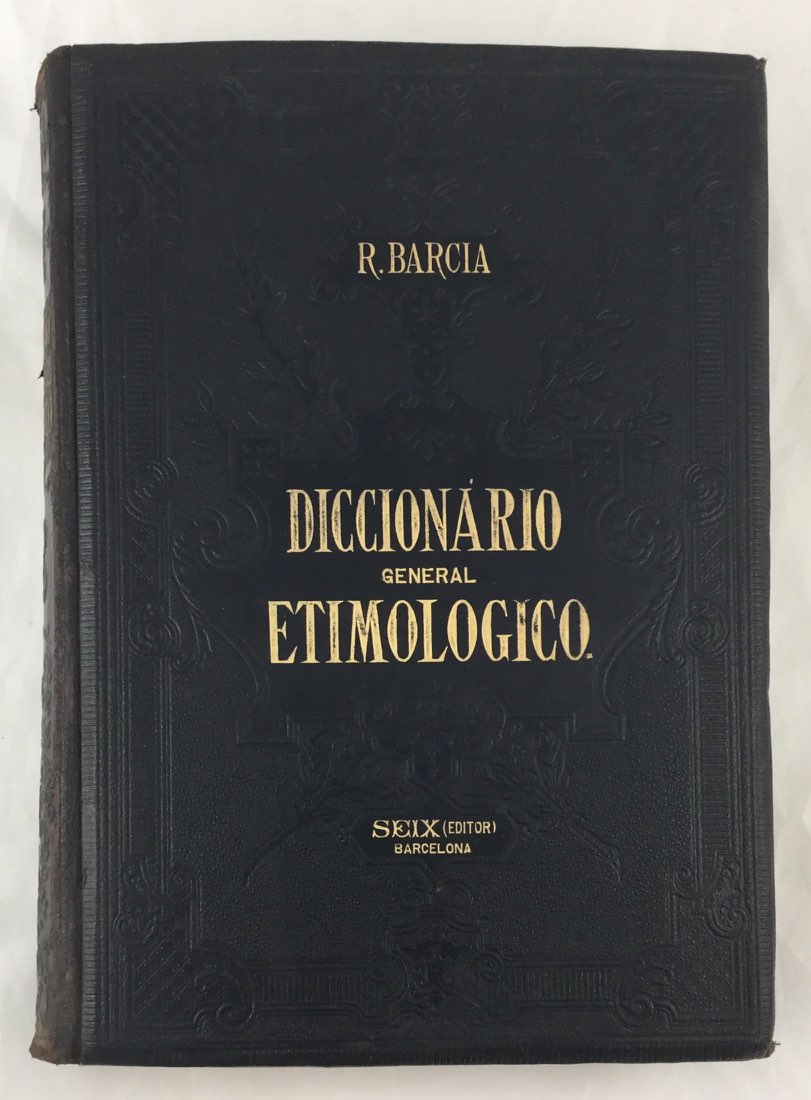 R. BARCIA
DICCIONÁRIO
GENERAL
ETIMOLOGICO.
SEIX (EDITOR)
BARCELONA